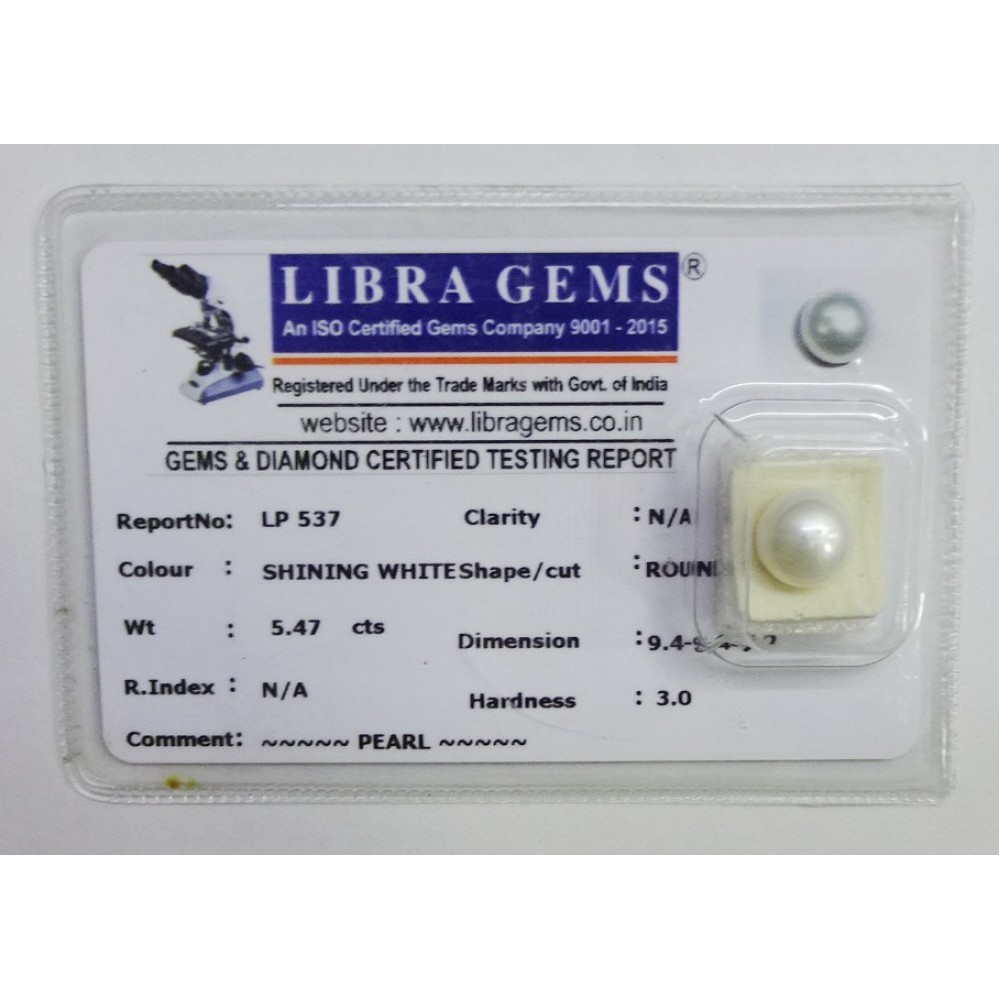 LIBRA GEMS ®
An ISO Certified Gems Company 9001 - 2015
Registered Under the Trade Marks with Govt. of India
website : www.libragems.co.in
GEMS & DIAMOND CERTIFIED TESTING REPORT
ReportNo: LP 537 Clarity : N/A
Colour : SHINING WHITE Shape/cut : ROUND
Wt : 5.47 cts Dimension :
R.Index : N/A Hardness : 3.0
Comment: ~~~~~ PEARL ~~~~~